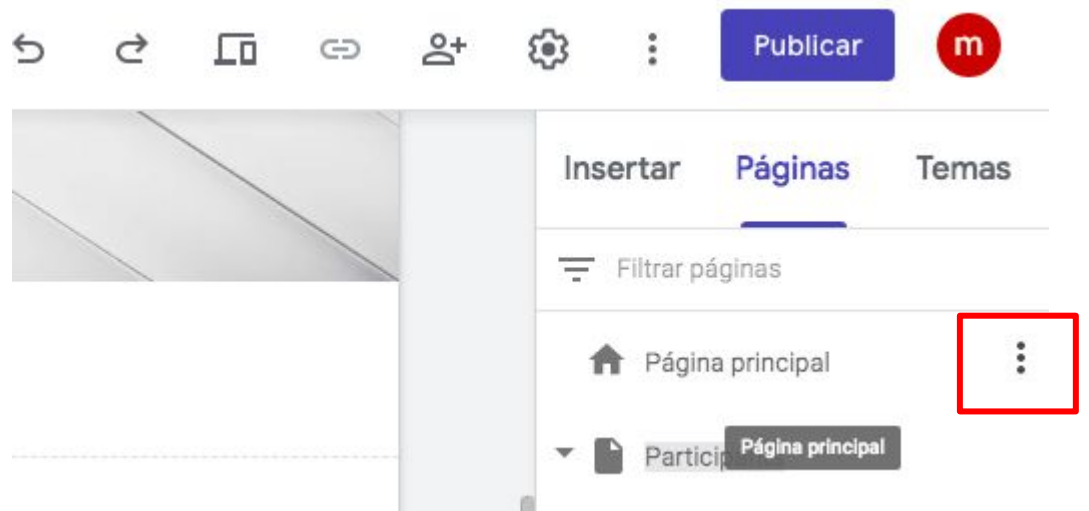 Publicar
m
Insertar Páginas Temas
Filtrar páginas
Página principal
Página principal